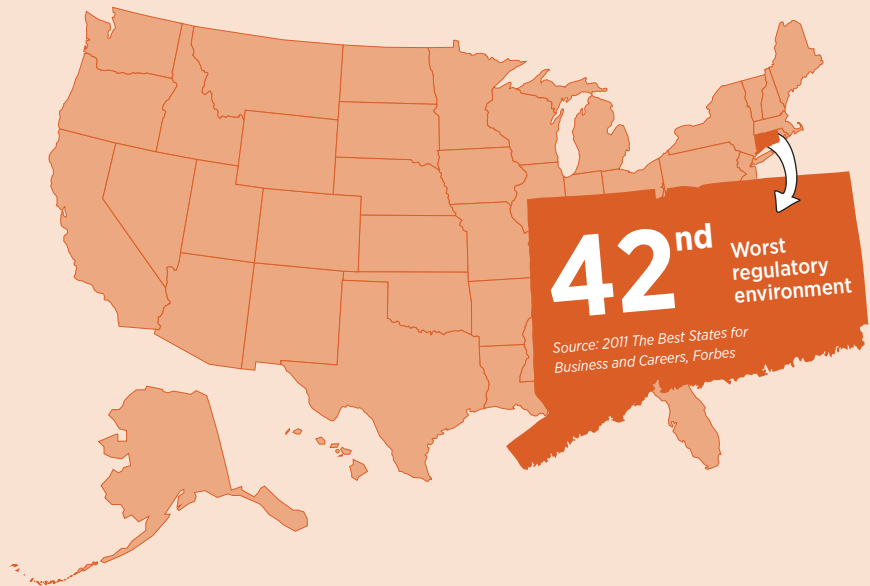 42nd
Worst
regulatory
environment
Source: 2011 The Best States for
Business and Careers, Forbes